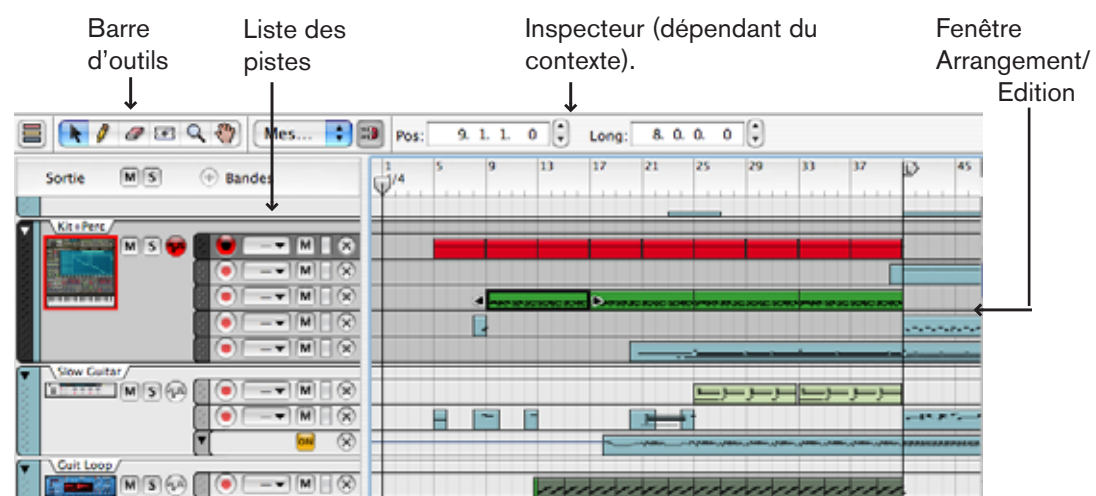 Barre
d'outils
Liste des
pistes
Inspecteur (dépendant du
contexte).
Fenêtre
Arrangement/
Edition
Mes... Pos: 9. 1. 1. 0 Long: 8. 0. 0. 0
Sortie M S Bandes
1 5 9 13 17 21 25 29 33 37 45
/4
Kit+Perc
M S M
M
M
M
M
Slow Guitar
M S M
M
ON
Guit Loop
M S M